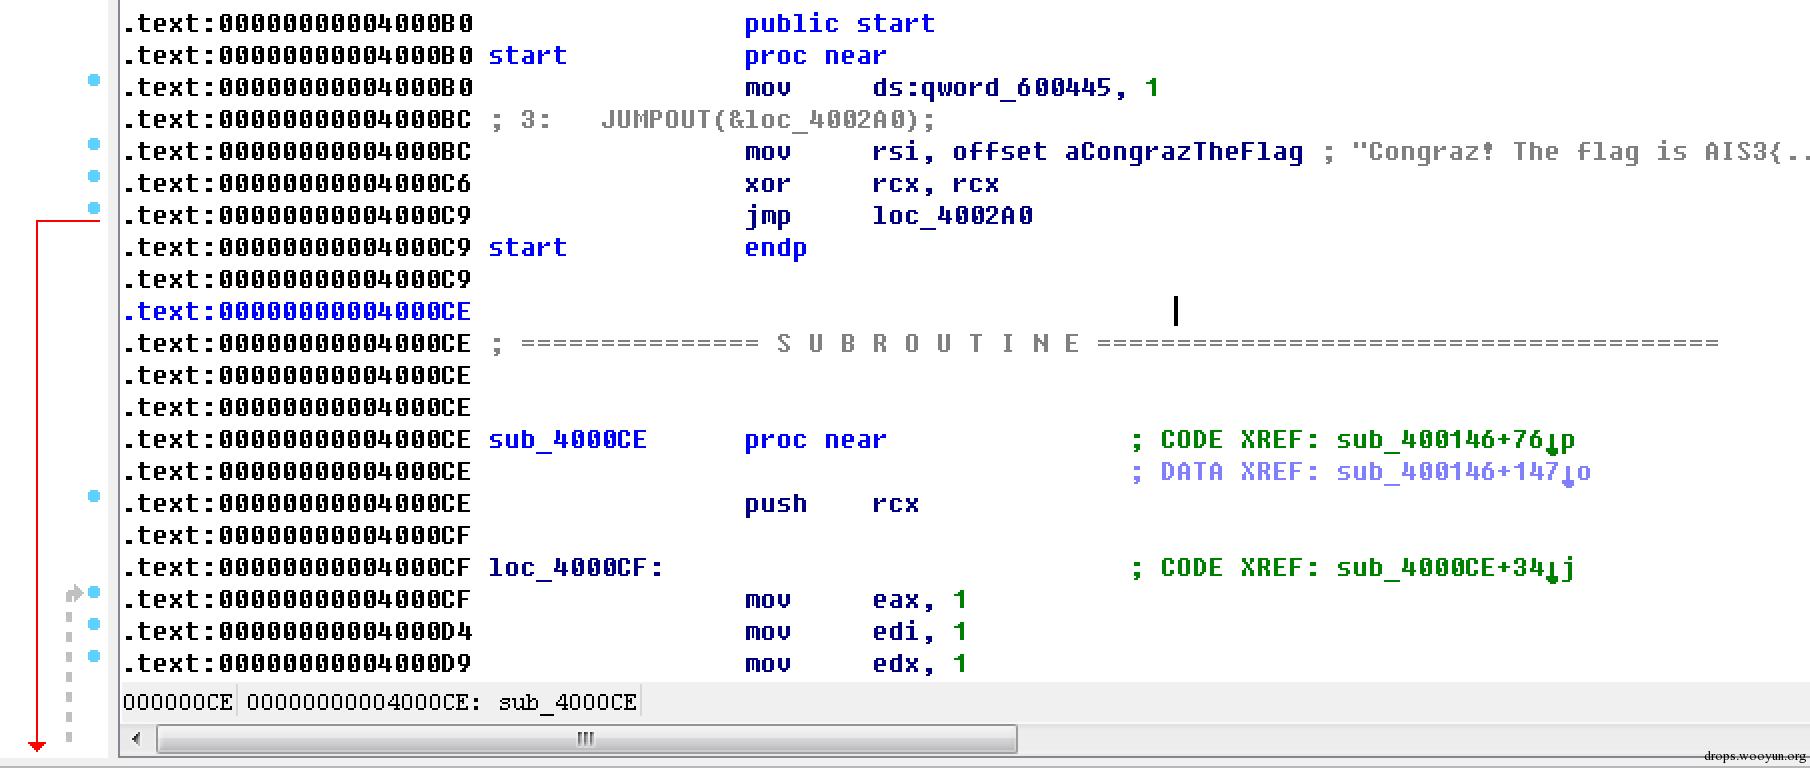 .text:00000000004000B0 public start
.text:00000000004000B0 start proc near
.text:00000000004000B0 mov ds:qword_600445, 1
.text:00000000004000BC ; 3: JUMPOUT(&loc_4002A0);
.text:00000000004000BC mov rsi, offset aCongrazTheFlag ; "Congraz! The flag is AIS3{...
.text:00000000004000C6 xor rcx, rcx
.text:00000000004000C9 jmp loc_4002A0
.text:00000000004000C9 start endp
.text:00000000004000C9
.text:00000000004000CE
.text:00000000004000CE ; =============== S U B R O U T I N E =======================================
.text:00000000004000CE
.text:00000000004000CE
.text:00000000004000CE sub_4000CE proc near ; CODE XREF: sub_400146+76↓p
.text:00000000004000CE ; DATA XREF: sub_400146+147↓o
.text:00000000004000CE push rcx
.text:00000000004000CF
.text:00000000004000CF loc_4000CF: ; CODE XREF: sub_4000CE+34↓j
.text:00000000004000CF mov eax, 1
.text:00000000004000D4 mov edi, 1
.text:00000000004000D9 mov edx, 1
000000CE 00000000004000CE: sub_4000CE
drops.wooyun.org